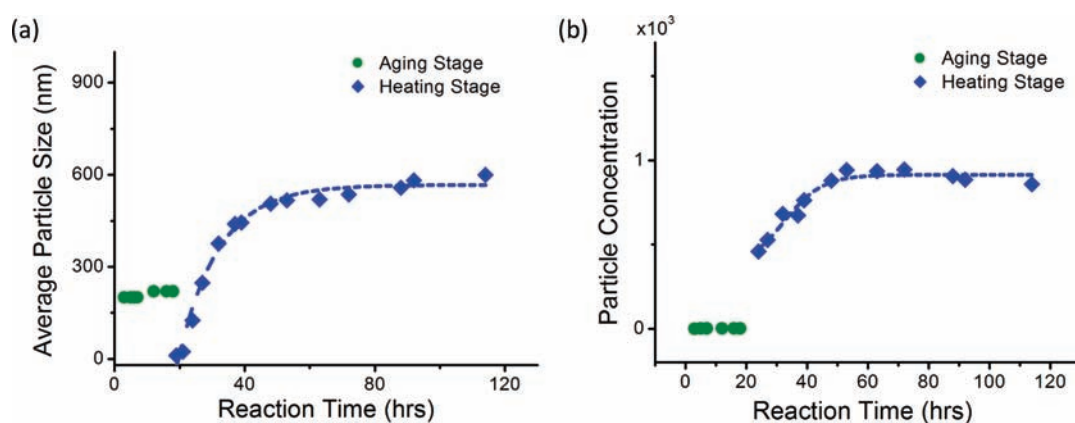 (a)
Average Particle Size (nm)
900
600
300
0
Aging Stage
Heating Stage
0 40 80 120
Reaction Time (hrs)
(b)
x10³
Particle Concentration
1
0
Aging Stage
Heating Stage
0 20 40 60 80 100 120
Reaction Time (hrs)